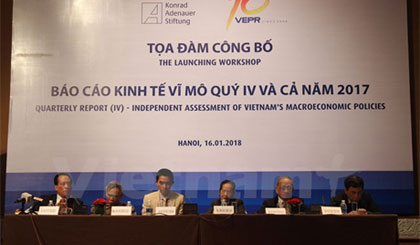 Konrad
Adenauer
Stiftung
VEPR
TỌA ĐÀM CÔNG BỐ
THE LAUNCHING WORKSHOP
BÁO CÁO KINH TẾ VĨ MÔ QUÝ IV VÀ CẢ NĂM 2017
QUARTERLY REPORT (IV) - INDEPENDENT ASSESSMENT OF VIETNAM'S MACROECONOMIC POLICIES
HANOI, 16.01.2018